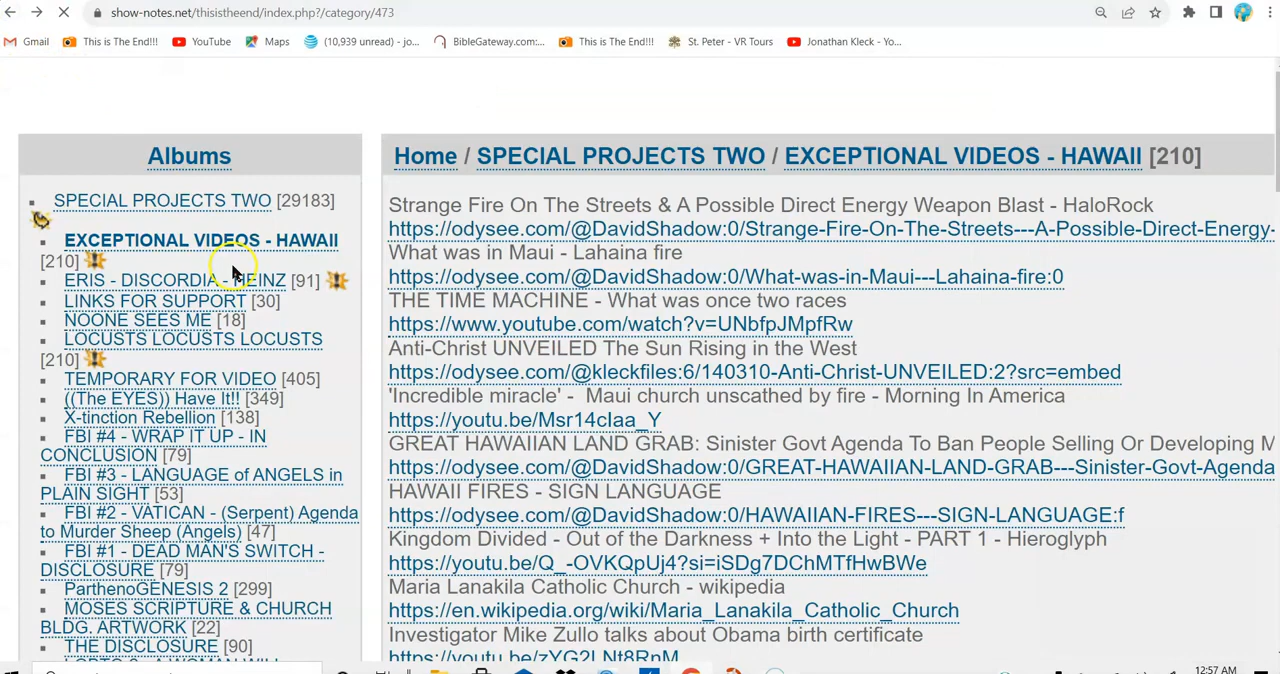 show-notes.net/thisistheend/index.php?/category/473
Gmail This is The End!!! YouTube Maps (10,939 unread) - jo... BibleGateway.com:... This is The End!!! St. Peter - VR Tours Jonathan Kleck - Yo...
Albums
SPECIAL PROJECTS TWO [29183]
EXCEPTIONAL VIDEOS - HAWAII
[210]
ERIS - DISCORDIA - HEINZ [91]
LINKS FOR SUPPORT [30]
NOONE SEES ME [18]
LOCUSTS LOCUSTS LOCUSTS
[210]
TEMPORARY FOR VIDEO [405]
((The EYES)) Have It!! [349]
X-tinction Rebellion [138]
FBI #4 - WRAP IT UP - IN
CONCLUSION [79]
FBI #3 - LANGUAGE of ANGELS in
PLAIN SIGHT [53]
FBI #2 - VATICAN - (Serpent) Agenda
to Murder Sheep (Angels) [47]
FBI #1 - DEAD MAN'S SWITCH -
DISCLOSURE [79]
ParthenoGENESIS 2 [299]
MOSES SCRIPTURE & CHURCH
BLDG. ARTWORK [22]
THE DISCLOSURE [90]
Home / SPECIAL PROJECTS TWO / EXCEPTIONAL VIDEOS - HAWAII [210]
Strange Fire On The Streets & A Possible Direct Energy Weapon Blast - HaloRock
https://odysee.com/@DavidShadow:0/Strange-Fire-On-The-Streets---A-Possible-Direct-Energy-
What was in Maui - Lahaina fire
https://odysee.com/@DavidShadow:0/What-was-in-Maui---Lahaina-fire:0
THE TIME MACHINE - What was once two races
https://www.youtube.com/watch?v=UNbfpJMpfRw
Anti-Christ UNVEILED The Sun Rising in the West
https://odysee.com/@kleckfiles:6/140310-Anti-Christ-UNVEILED:2?src=embed
'Incredible miracle' - Maui church unscathed by fire - Morning In America
https://youtu.be/Msr14cIaa_Y
GREAT HAWAIIAN LAND GRAB: Sinister Govt Agenda To Ban People Selling Or Developing M
https://odysee.com/@DavidShadow:0/GREAT-HAWAIIAN-LAND-GRAB---Sinister-Govt-Agenda
HAWAII FIRES - SIGN LANGUAGE
https://odysee.com/@DavidShadow:0/HAWAIIAN-FIRES---SIGN-LANGUAGE:f
Kingdom Divided - Out of the Darkness + Into the Light - PART 1 - Hieroglyph
https://youtu.be/Q_-OVKQpUj4?si=iSDg7DChMTfHwBWe
Maria Lanakila Catholic Church - wikipedia
https://en.wikipedia.org/wiki/Maria_Lanakila_Catholic_Church
Investigator Mike Zullo talks about Obama birth certificate
https://youtu.be/zYG2LNt8RnM
12:57 AM